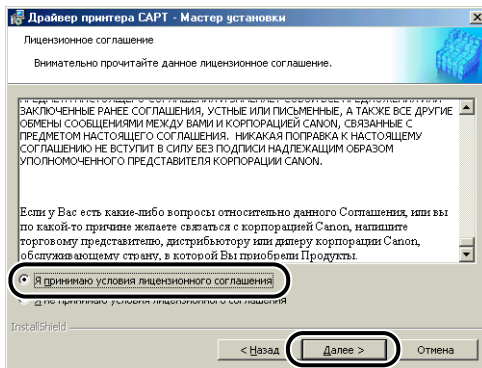 Драйвер принтера CAPT - Мастер установки
Лицензионное соглашение
Внимательно прочитайте данное лицензионное соглашение.
ЗАКЛЮЧЕННЫЕ РАНЕЕ СОГЛАШЕНИЯ, УСТНЫЕ ИЛИ ПИСЬМЕННЫЕ, А ТАКЖЕ ВСЕ ДРУГИЕ
ОБМЕНЫ СООБЩЕНИЯМИ МЕЖДУ ВАМИ И КОРПОРАЦИЕЙ CANON, СВЯЗАННЫЕ С
ПРЕДМЕТОМ НАСТОЯЩЕГО СОГЛАШЕНИЯ. НИКАКАЯ ПОПРАВКА К НАСТОЯЩЕМУ
СОГЛАШЕНИЮ НЕ ВСТУПИТ В СИЛУ БЕЗ ПОДПИСИ НАДЛЕЖАЩИМ ОБРАЗОМ
УПОЛНОМОЧЕННОГО ПРЕДСТАВИТЕЛЯ КОРПОРАЦИИ CANON.
Если у Вас есть какие-либо вопросы относительно данного Соглашения, или вы
по какой-то причине желаете связатся с корпорацией Canon, напишите
торговому представителю, дистрибьютору или дилеру корпорации Canon,
обслуживающему страну, в которой Вы приобрели Продукты.
Я принимаю условия лицензионного соглашения
Я не принимаю условия лицензионного соглашения
InstallShield
< Назад
Далее >
Отмена